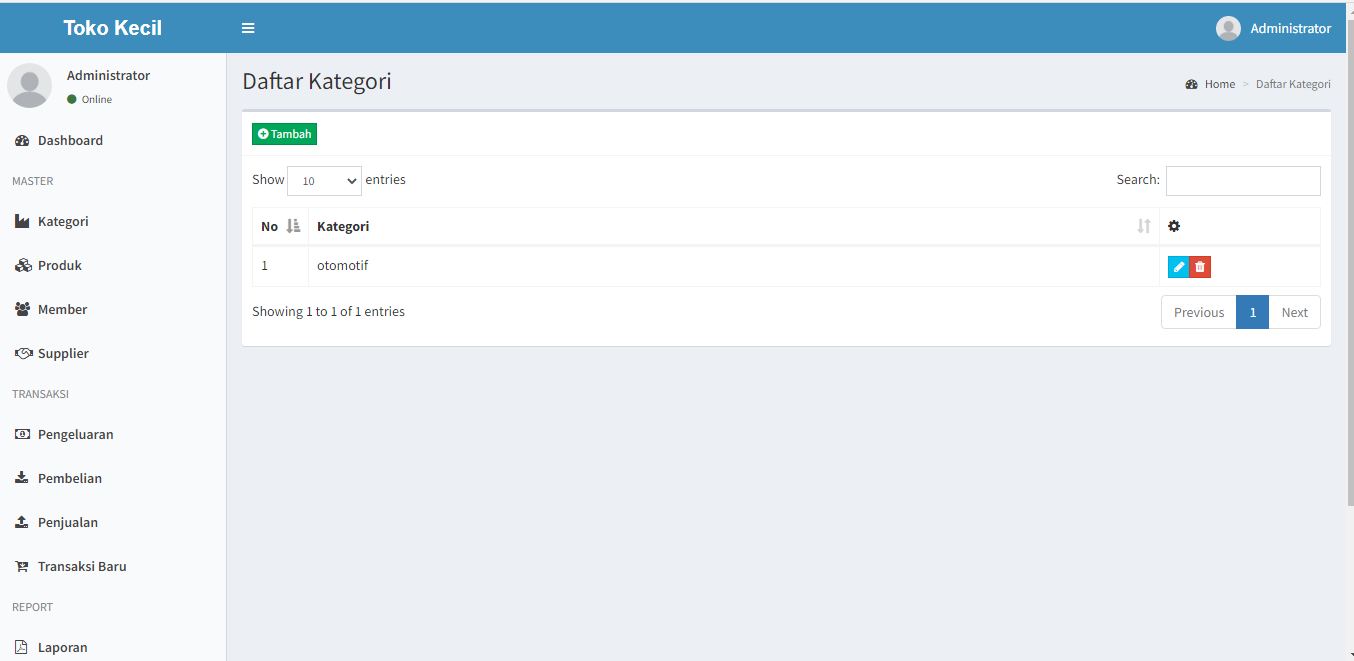 Toko Kecil
Administrator
Administrator
Online
Dashboard
MASTER
Kategori
Produk
Member
Supplier
TRANSAKSI
Pengeluaran
Pembelian
Penjualan
Transaksi Baru
REPORT
Laporan
Daftar Kategori
Home > Daftar Kategori
Tambah
Show 10 entries
Search:
No Kategori
1 otomotif
Showing 1 to 1 of 1 entries
Previous 1 Next